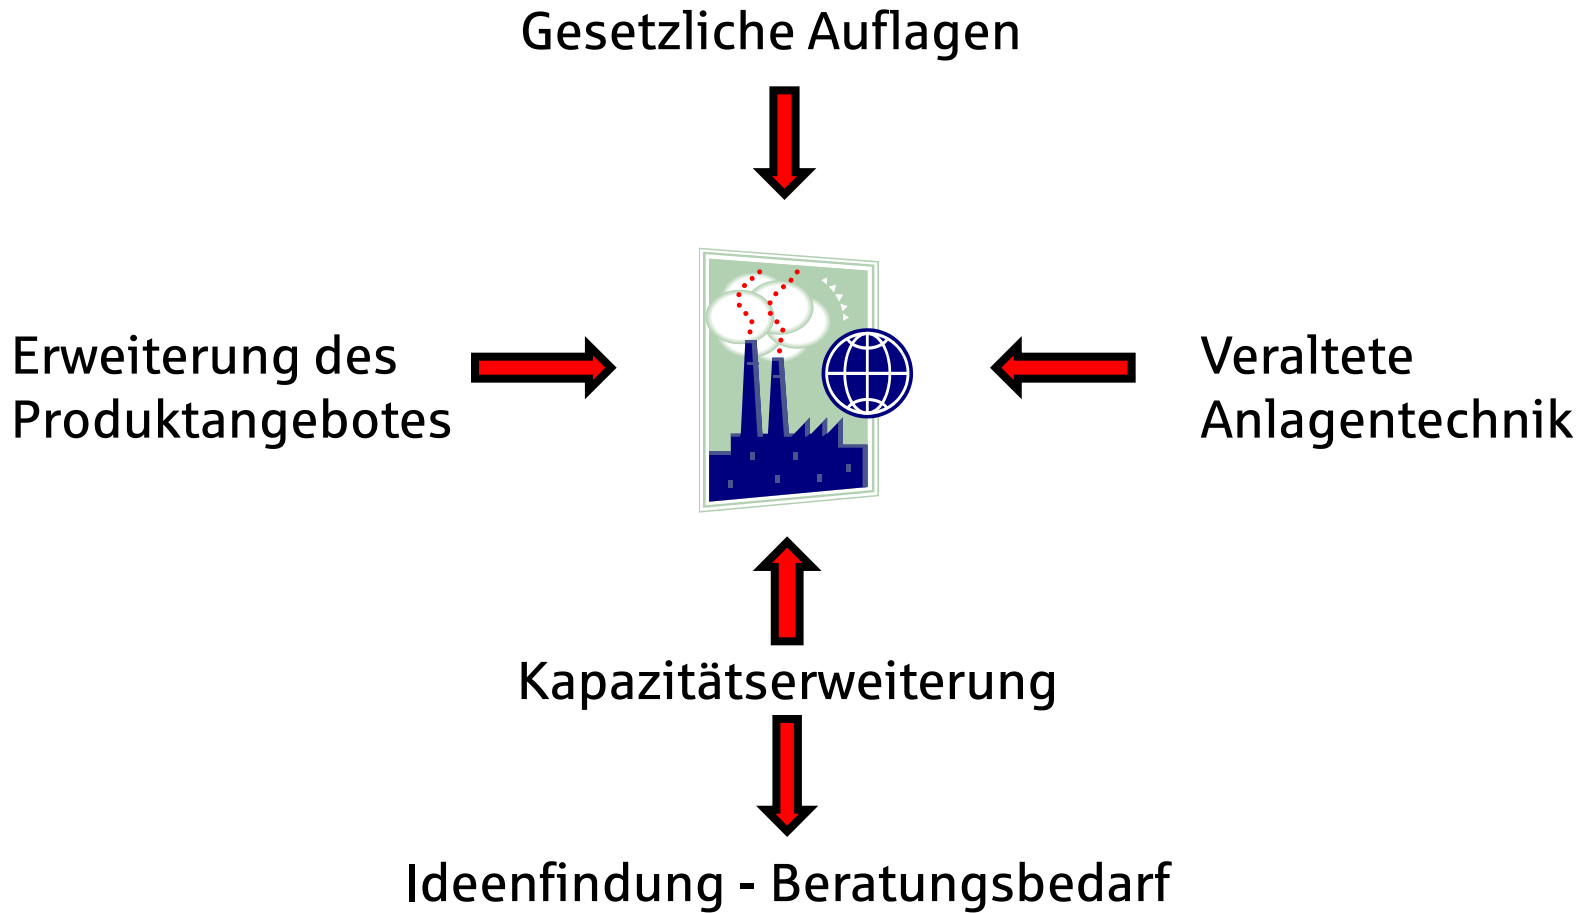 Gesetzliche Auflagen
Erweiterung des
Produktangebotes
Veraltete
Anlagentechnik
Kapazitätserweiterung
Ideenfindung - Beratungsbedarf